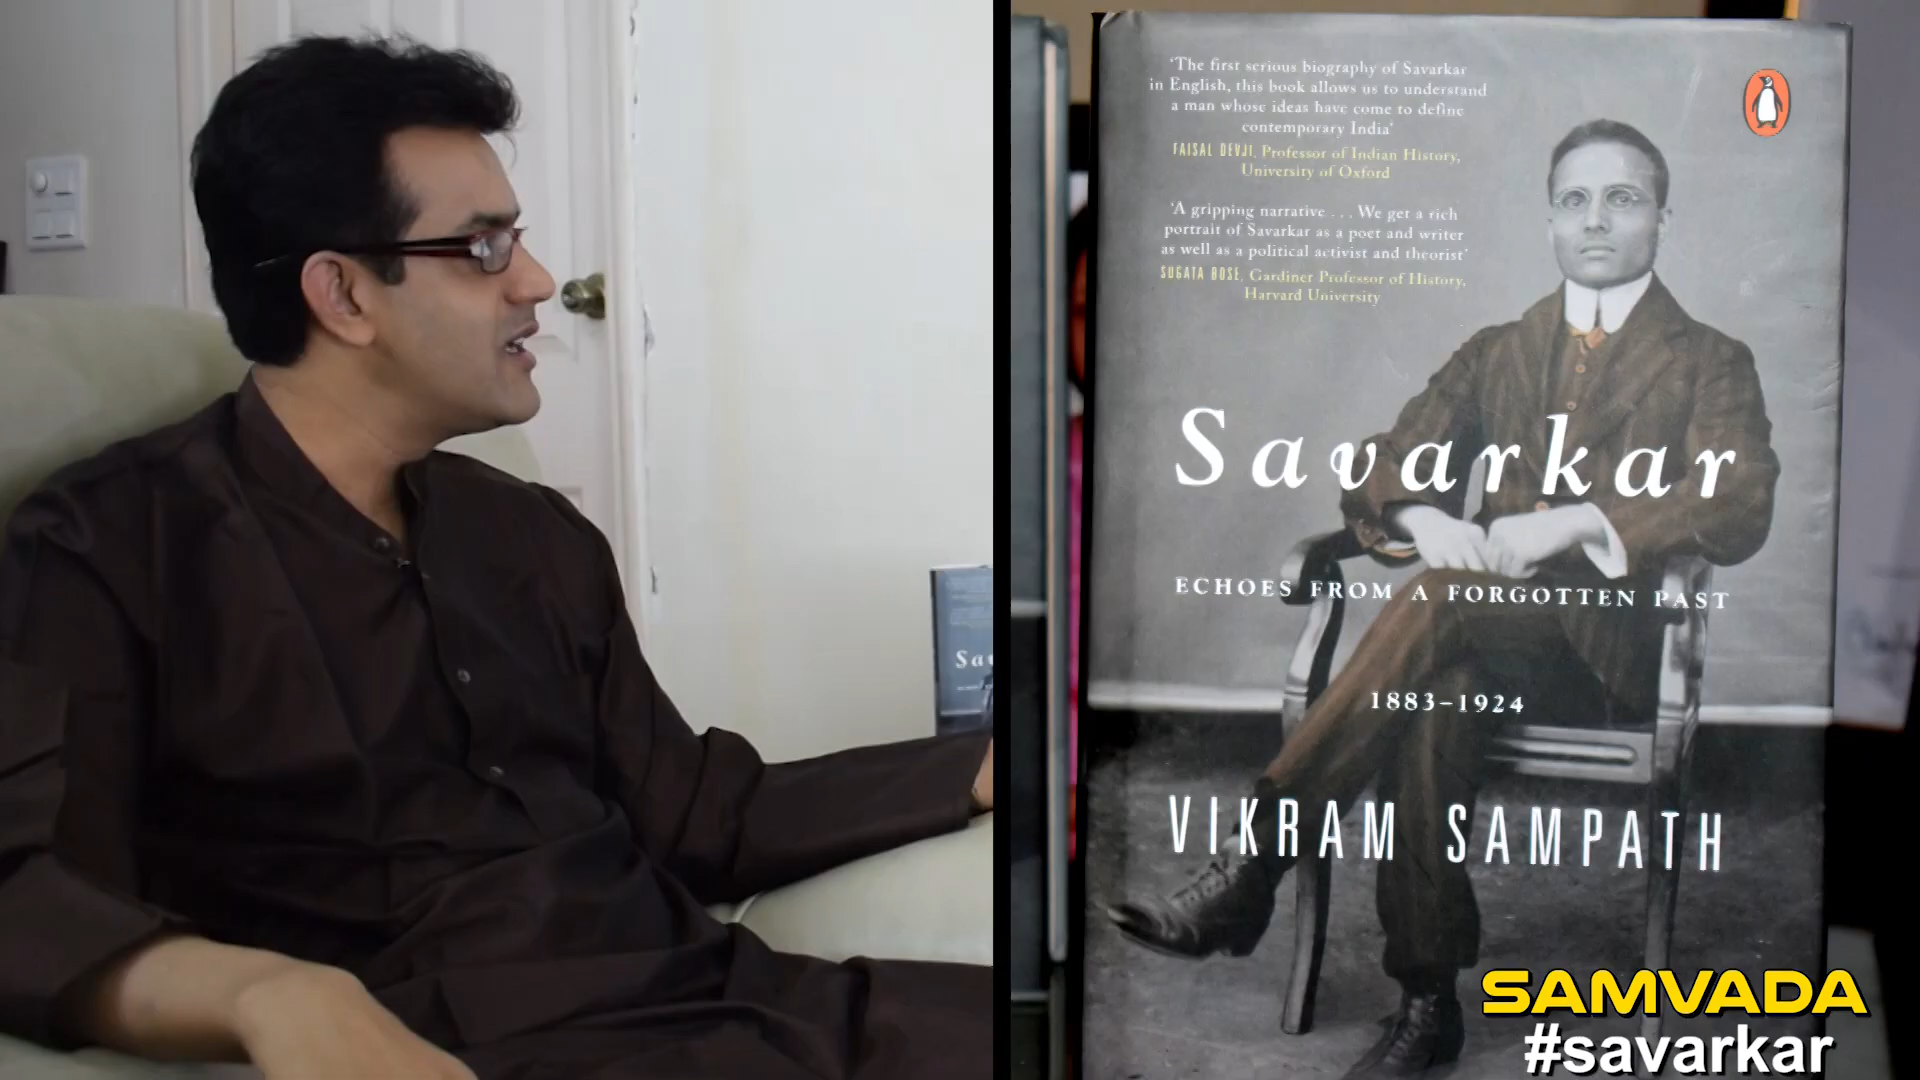 'The first serious biography of Savarkar
in English, this book allows us to understand
a man whose ideas have come to define
contemporary India'
FAISAL DEVJI, Professor of Indian History,
University of Oxford
'A gripping narrative . . . We get a rich
portrait of Savarkar as a poet and writer
as well as a political activist and theorist'
SUGATA BOSE, Gardiner Professor of History,
Harvard University
Savarkar
ECHOES FROM A FORGOTTEN PAST
1883–1924
VIKRAM SAMPATH
SAMVADA
#savarkar